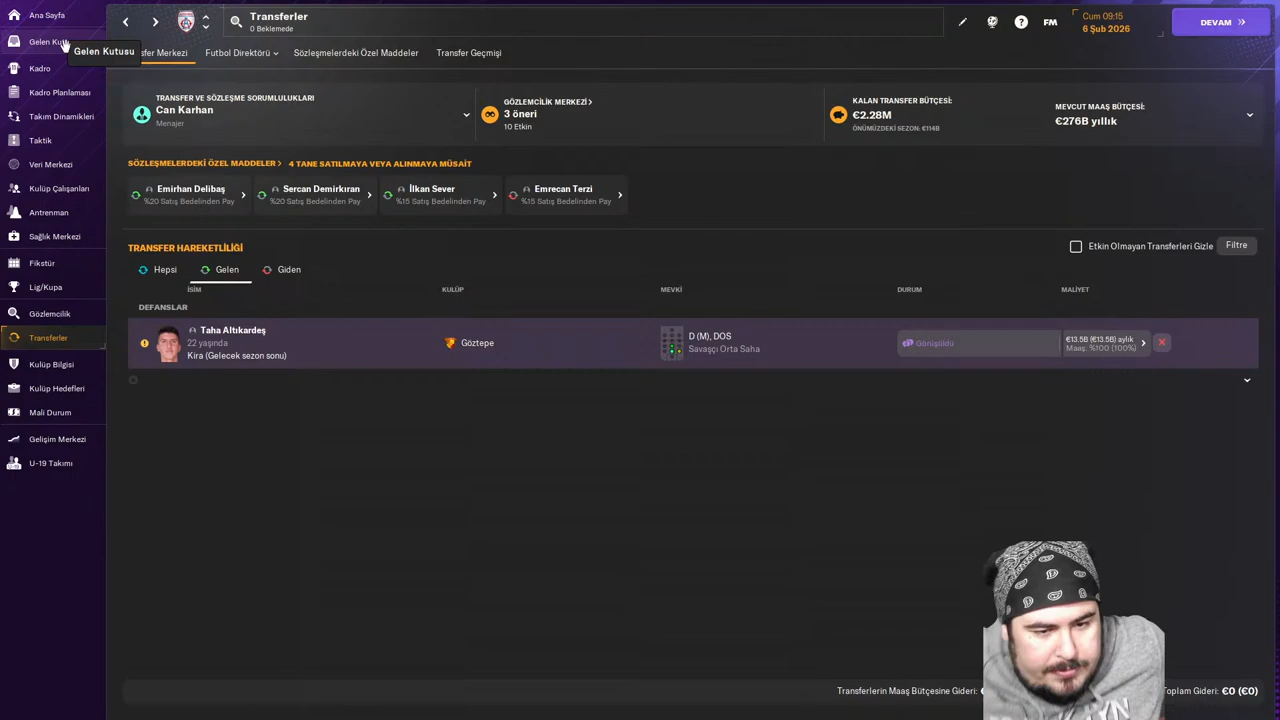 Ana Sayfa
Gelen Kutusu
Kadro
Kadro Planlaması
Takım Dinamikleri
Taktik
Veri Merkezi
Kulüp Çalışanları
Antrenman
Sağlık Merkezi
Fikstür
Lig/Kupa
Gözlemcilik
Transferler
Kulüp Bilgisi
Kulüp Hedefleri
Mali Durum
Gelişim Merkezi
U-19 Takımı
Transferler
0 Beklemede
FM
Cum 09:15
6 Şub 2026
DEVAM
sfer Merkezi
Futbol Direktörü
Sözleşmelerdeki Özel Maddeler
Transfer Geçmişi
TRANSFER VE SÖZLEŞME SORUMLULUKLARI
Can Karhan
Menajer
GÖZLEMCİLİK MERKEZİ
3 öneri
10 Etkin
KALAN TRANSFER BÜTÇESİ:
€2.28M
ÖNÜMÜZDEKİ SEZON: €114B
MEVCUT MAAŞ BÜTÇESİ:
€276B yıllık
SÖZLEŞMELERDEKİ ÖZEL MADDELER
4 TANE SATILMAYA VEYA ALINMAYA MÜSAİT
Emirhan Delibaş
%20 Satış Bedelinden Pay
Sercan Demirkıran
%20 Satış Bedelinden Pay
İlkan Sever
%15 Satış Bedelinden Pay
Emrecan Terzi
%15 Satış Bedelinden Pay
TRANSFER HAREKETLİLİĞİ
Etkin Olmayan Transferleri Gizle
Filtre
Hepsi
Gelen
Giden
İSİM
KULÜP
MEVKİ
DURUM
MALİYET
DEFANSLAR
Taha Altıkardeş
22 yaşında
Kira (Gelecek sezon sonu)
Göztepe
D (M), DOS
Savaşçı Orta Saha
Görüşüldü
€13.5B (€13.5B) aylık
Maaş: %100 (100%)
Transferlerin Maaş Bütçesine Gideri:
Toplam Gideri: €0 (€0)